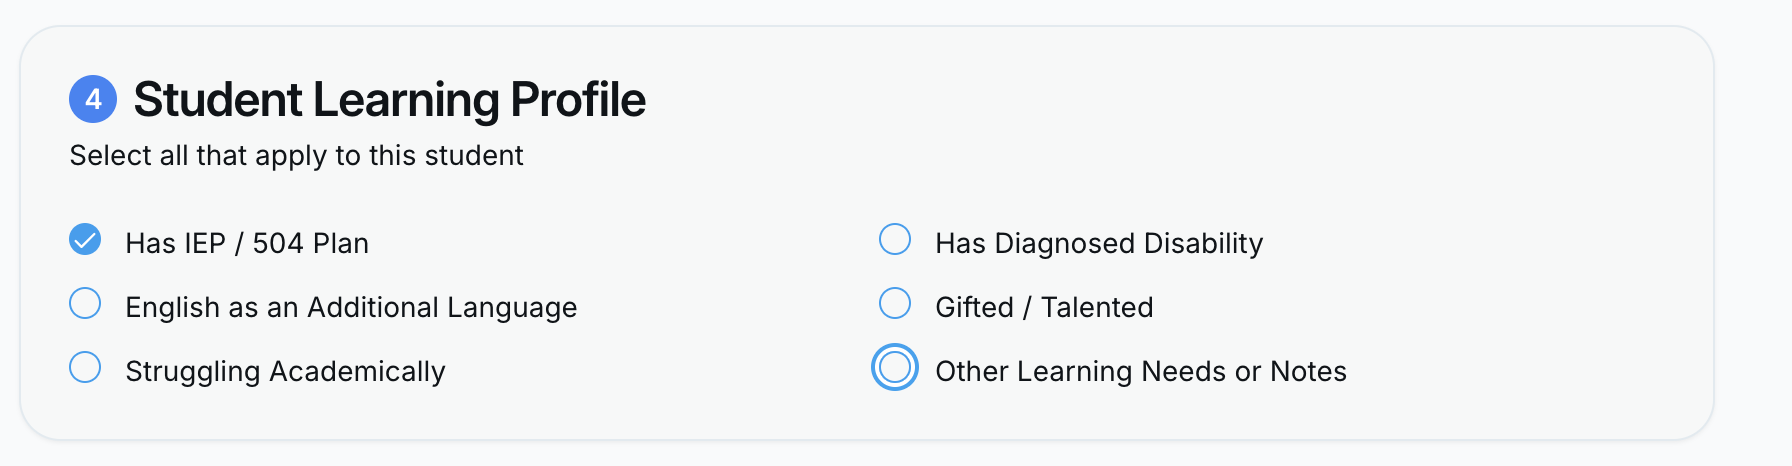 4 Student Learning Profile
Select all that apply to this student
Has IEP / 504 Plan
Has Diagnosed Disability
English as an Additional Language
Gifted / Talented
Struggling Academically
Other Learning Needs or Notes